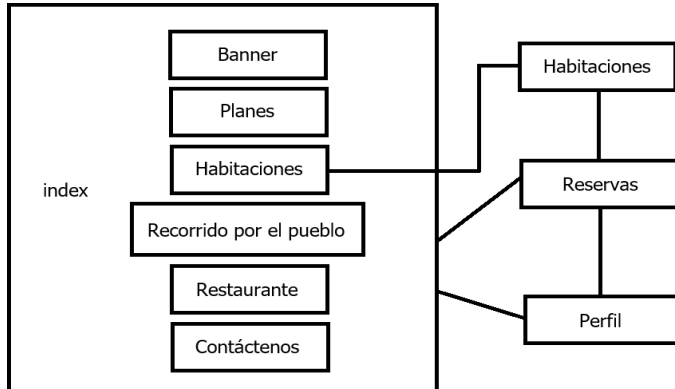 Banner
Planes
Habitaciones
index
Recorrido por el pueblo
Restaurante
Contáctenos
Habitaciones
Reservas
Perfil